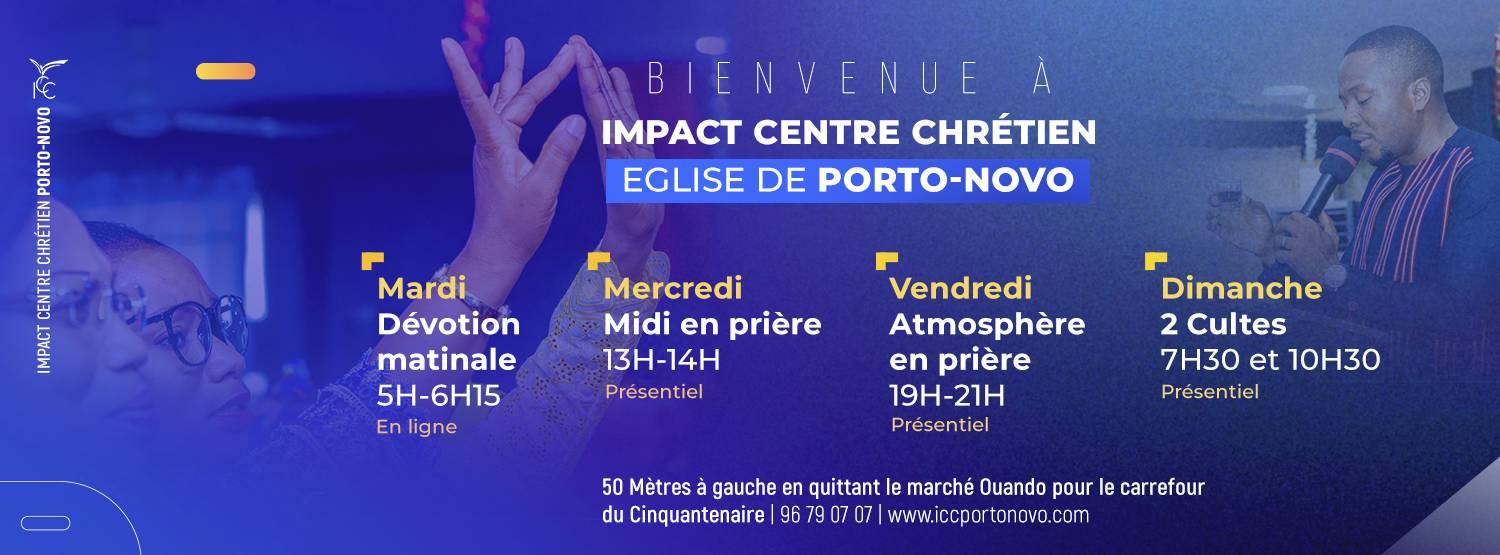 ICC
IMPACT CENTRE CHRÉTIEN PORTO-NOVO
BIENVENUE À
IMPACT CENTRE CHRÉTIEN
EGLISE DE PORTO-NOVO
Mardi
Dévotion
matinale
5H-6H15
En ligne
Mercredi
Midi en prière
13H-14H
Présentiel
Vendredi
Atmosphère
en prière
19H-21H
Présentiel
Dimanche
2 Cultes
7H30 et 10H30
Présentiel
50 Mètres à gauche en quittant le marché Ouando pour le carrefour
du Cinquantenaire | 96 79 07 07 | www.iccportonovo.com